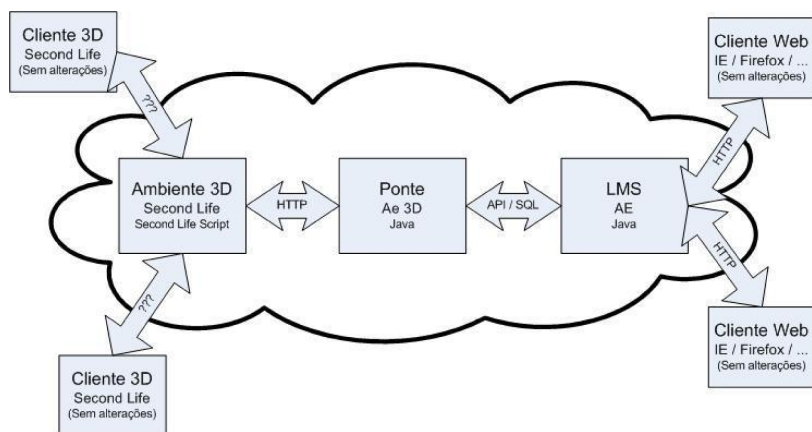 Cliente 3D
Second Life
(Sem alterações)
???
Cliente Web
IE / Firefox / ...
(Sem alterações)
HTTP
Ambiente 3D
Second Life
Second Life Script
HTTP
Ponte
Ae 3D
Java
API / SQL
LMS
AE
Java
???
Cliente 3D
Second Life
(Sem alterações)
HTTP
Cliente Web
IE / Firefox / ...
(Sem alterações)